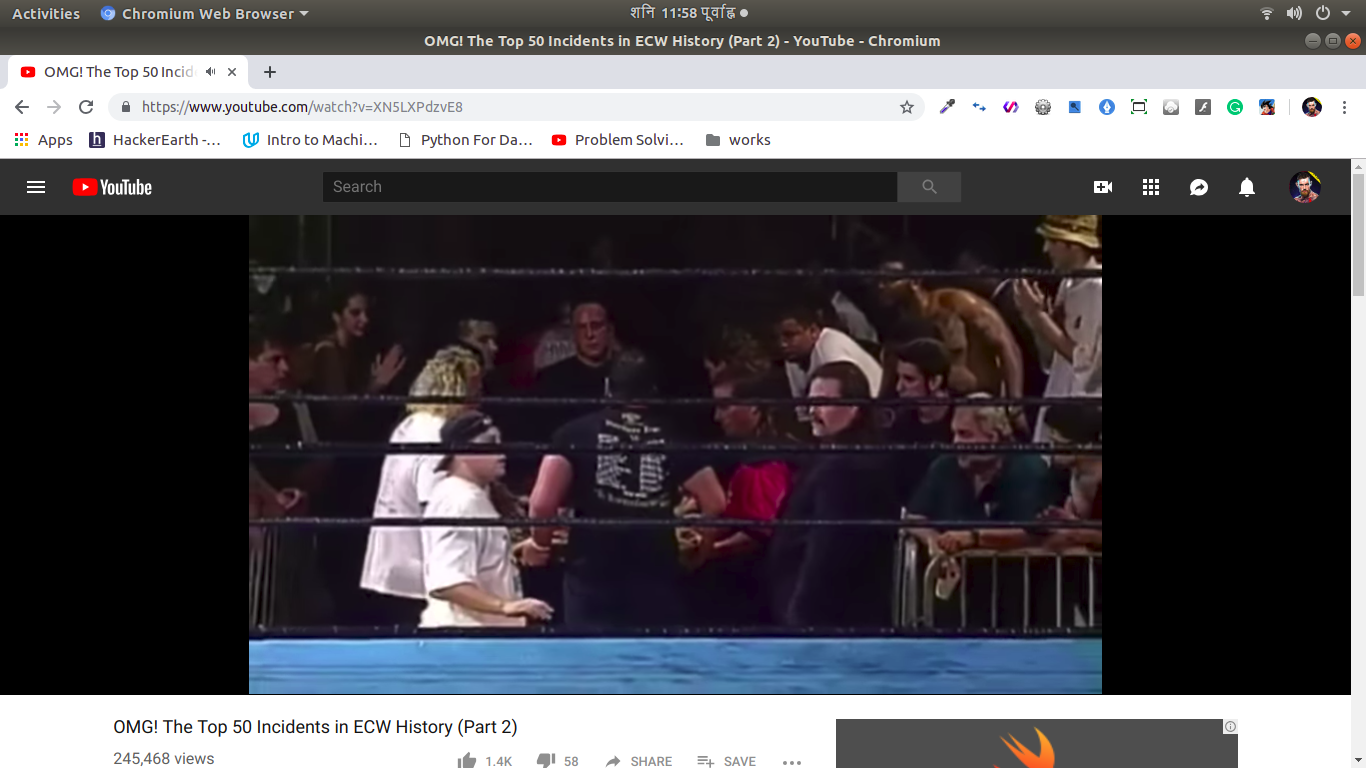 Activities Chromium Web Browser शनि 11:58 पूर्वाह्न
OMG! The Top 50 Incidents in ECW History (Part 2) - YouTube - Chromium
OMG! The Top 50 Incid
https://www.youtube.com/watch?v=XN5LXPdzvE8
Apps HackerEarth -... Intro to Machi... Python For Da... Problem Solvi... works
YouTube Search
OMG! The Top 50 Incidents in ECW History (Part 2)
245,468 views 1.4K 58 SHARE SAVE